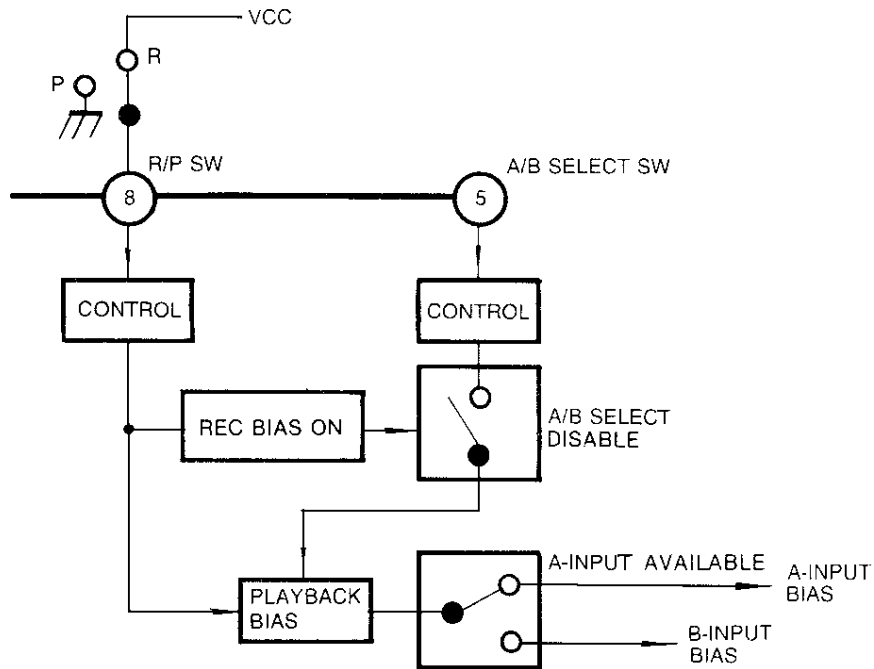 VCC
R
P
R/P SW
A/B SELECT SW
8
5
CONTROL
CONTROL
REC BIAS ON
A/B SELECT
DISABLE
A-INPUT AVAILABLE
A-INPUT
BIAS
PLAYBACK
BIAS
B-INPUT
BIAS